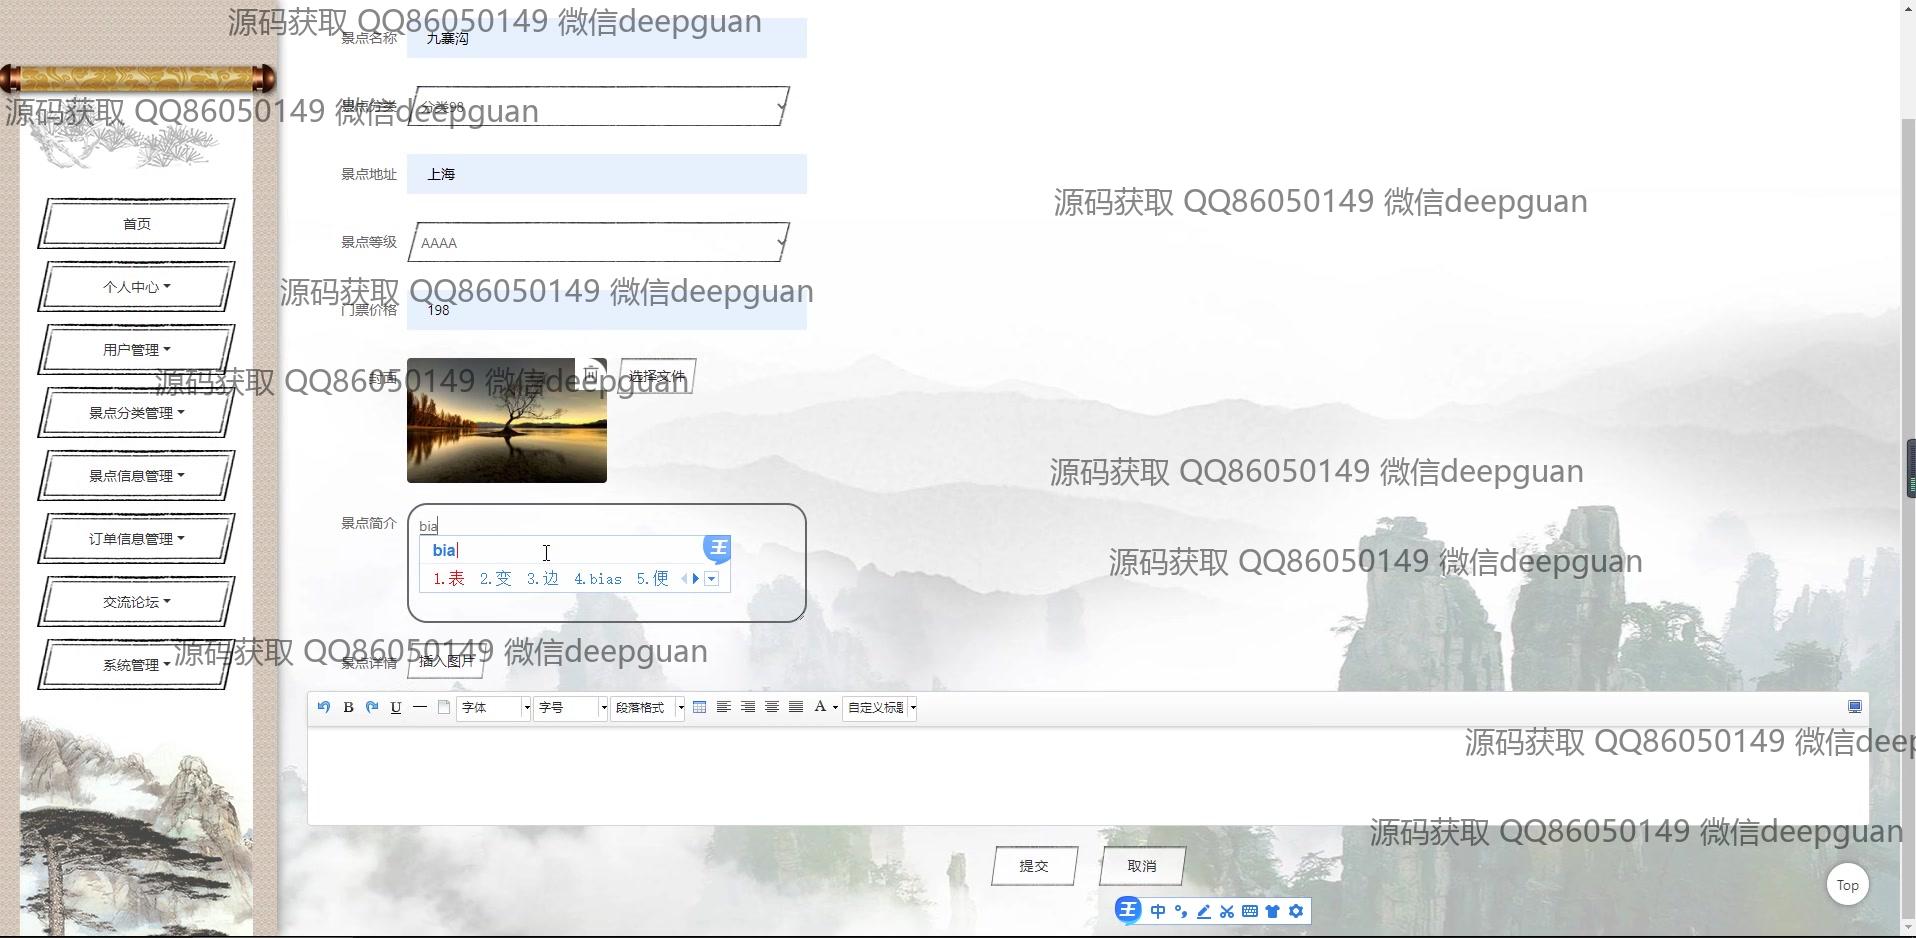 源码获取 QQ86050149 微信deepguan
景点名称 九寨沟
源码获取 QQ86050149 微信deepguan
景点分类 分类98
景点地址 上海
源码获取 QQ86050149 微信deepguan
首页
景点等级 AAAA
个人中心
源码获取 QQ86050149 微信deepguan
门票价格 198
用户管理
源码获取 QQ86050149 微信deepguan
封面 选择文件
景点分类管理
景点信息管理
源码获取 QQ86050149 微信deepguan
景点简介 bia
订单信息管理
bia 王
源码获取 QQ86050149 微信deepguan
1.表 2.变 3.边 4.bias 5.便
交流论坛
源码获取 QQ86050149 微信deepguan
系统管理
景点详情 插入图片
B U 字体 字号 段落格式 A 自定义标题
源码获取 QQ86050149 微信deep
源码获取 QQ86050149 微信deepguan
提交 取消
Top
王 中